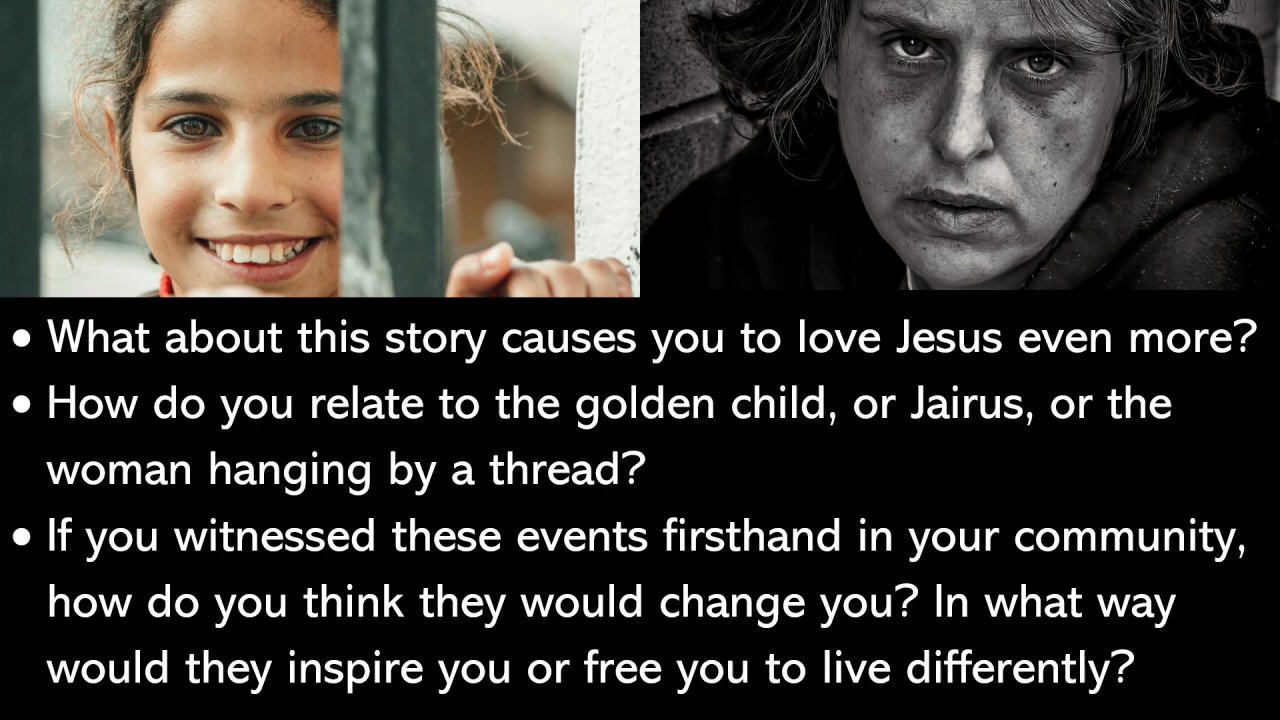 • What about this story causes you to love Jesus even more?
• How do you relate to the golden child, or Jairus, or the
woman hanging by a thread?
• If you witnessed these events firsthand in your community,
how do you think they would change you? In what way
would they inspire you or free you to live differently?